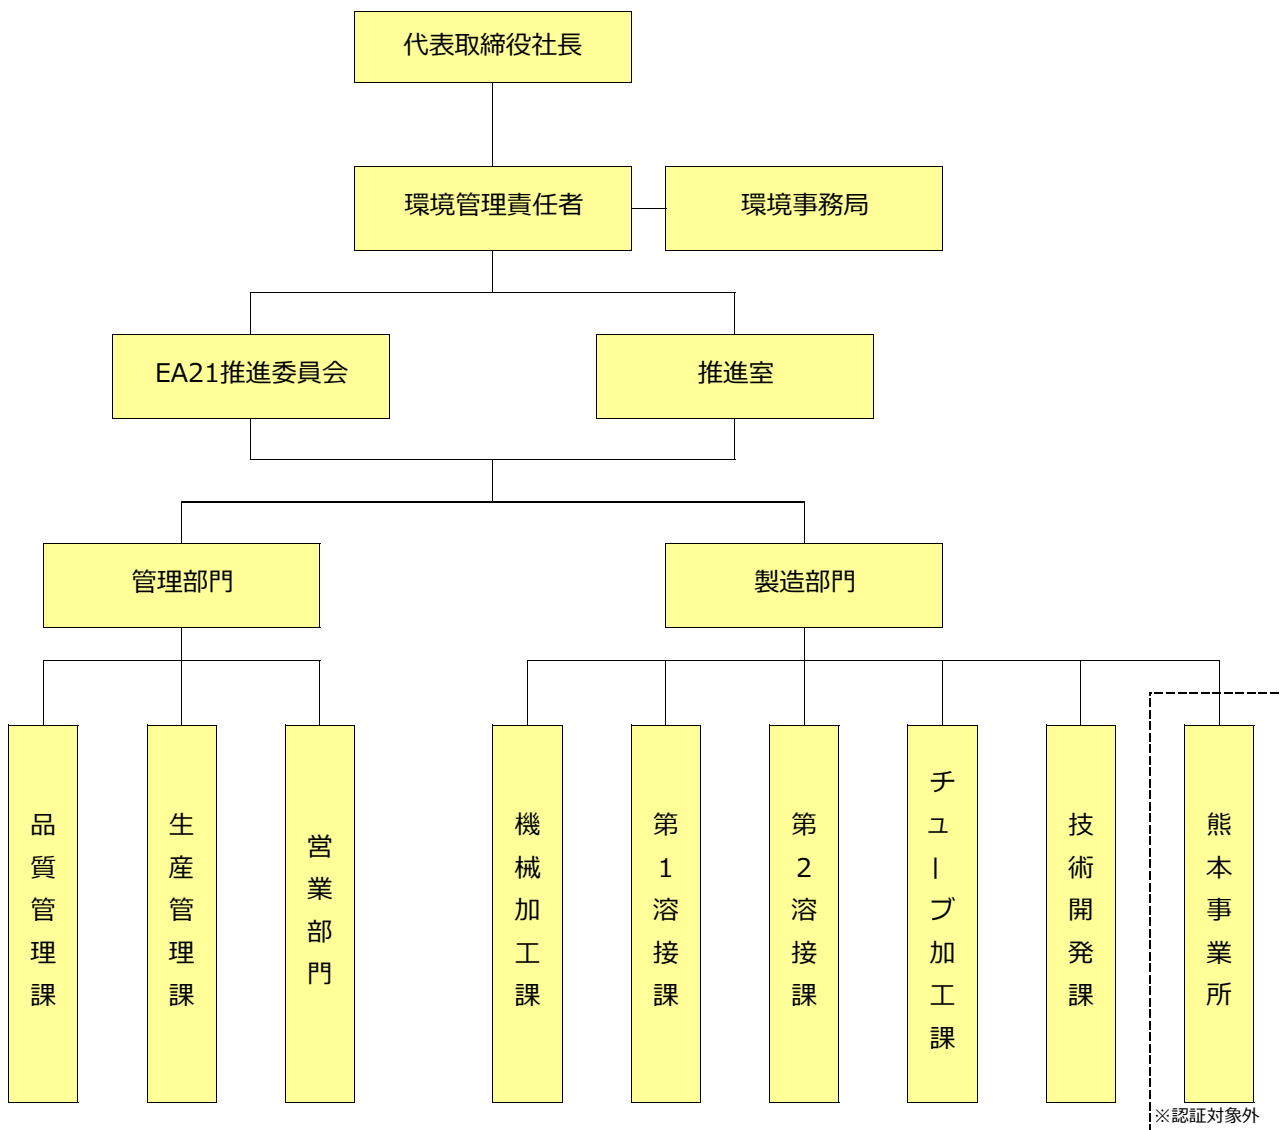 代表取締役社長
環境管理責任者
環境事務局
EA21推進委員会
推進室
管理部門
製造部門
品質管理課
生産管理課
営業部門
機械加工課
第1溶接課
第2溶接課
チューブ加工課
技術開発課
熊本事業所
※認証対象外